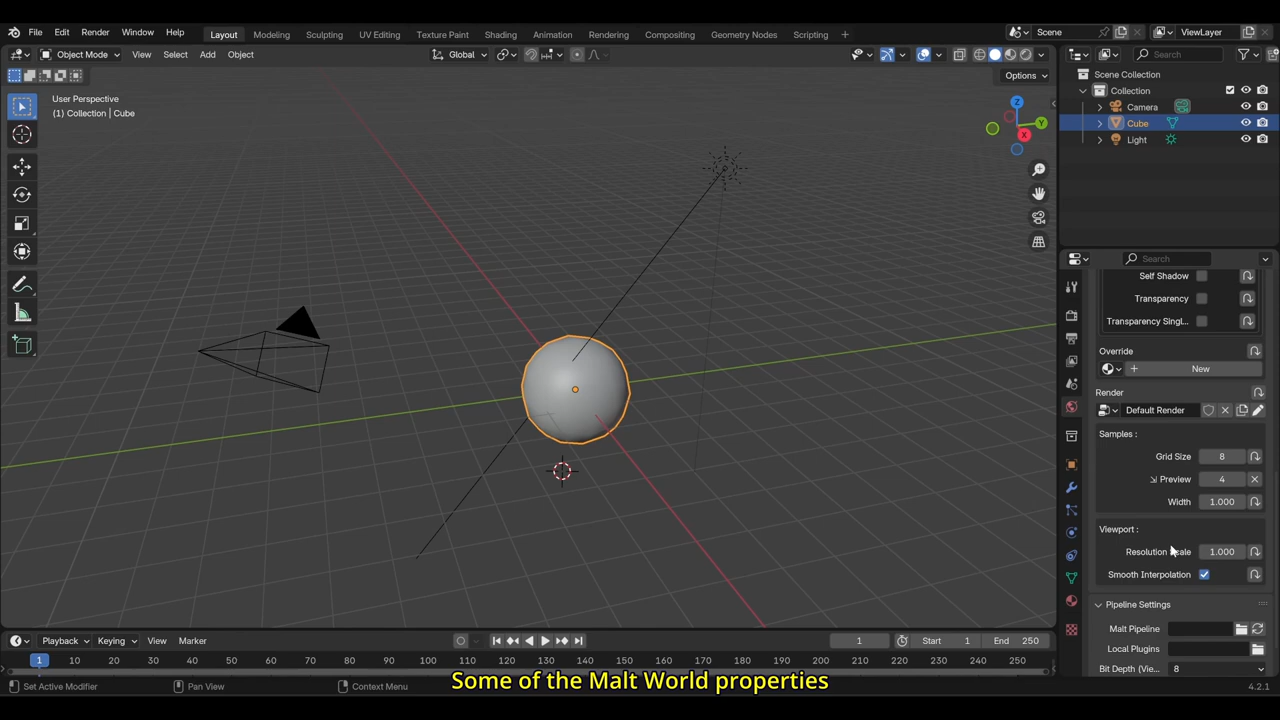 File Edit Render Window Help Layout Modeling Sculpting UV Editing Texture Paint Shading Animation Rendering Compositing Geometry Nodes Scripting + Scene ViewLayer
Object Mode View Select Add Object Global Search
Options
User Perspective
(1) Collection | Cube
Z
Y
X
Scene Collection
Collection
Camera
Cube
Light
Search
Self Shadow
Transparency
Transparency Singl...
Override
+ New
Render
Default Render
Samples :
Grid Size 8
Preview 4
Width 1.000
Viewport :
Resolution Scale 1.000
Smooth Interpolation
Pipeline Settings
Malt Pipeline
Local Plugins
Bit Depth (Vie... 8
Playback Keying View Marker 1 Start 1 End 250
1 10 20 30 40 50 60 70 80 90 100 110 120 130 140 150 160 170 180 190 200 210 220 230 240 250
Set Active Modifier Pan View Context Menu 4.2.1
Some of the Malt World properties